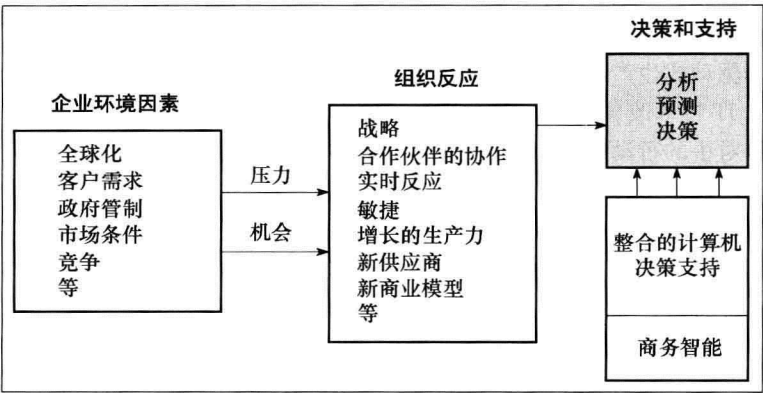 企业环境因素
全球化
客户需求
政府管制
市场条件
竞争
等
压力
机会
组织反应
战略
合作伙伴的协作
实时反应
敏捷
增长的生产力
新供应商
新商业模型
等
决策和支持
分析
预测
决策
整合的计算机
决策支持
商务智能